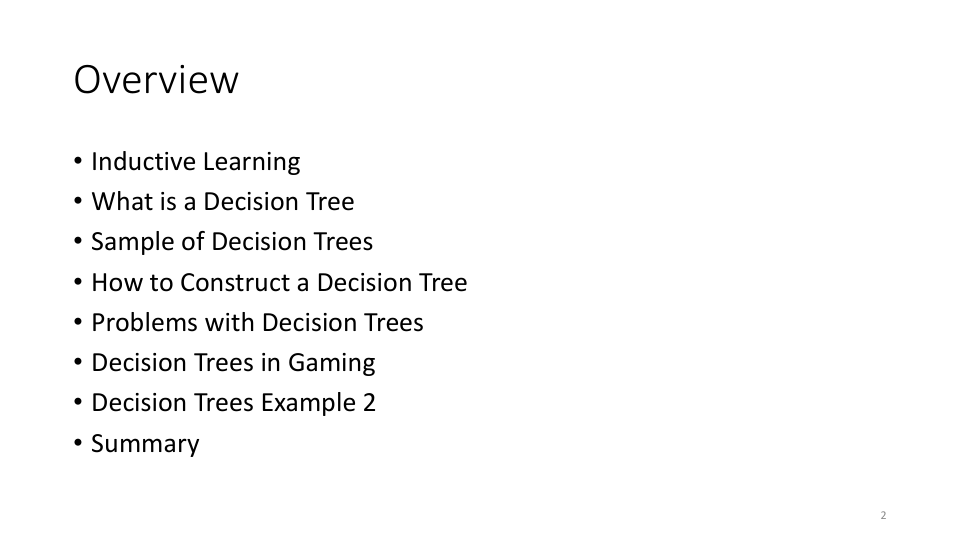 Overview
• Inductive Learning
• What is a Decision Tree
• Sample of Decision Trees
• How to Construct a Decision Tree
• Problems with Decision Trees
• Decision Trees in Gaming
• Decision Trees Example 2
• Summary
2